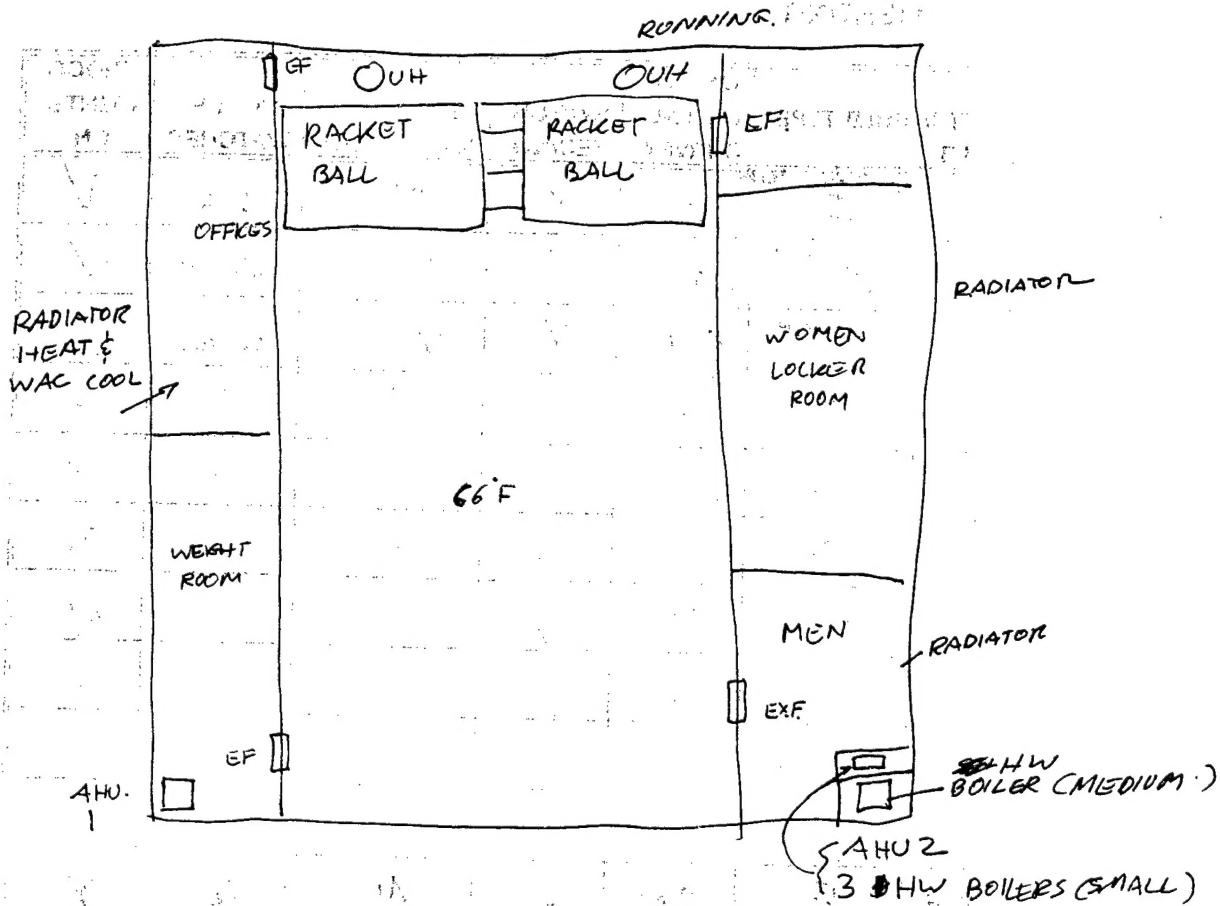 RUNNING.
EF
UH
UH
RACKET
BALL
RACKET
BALL
EF.
OFFICES
RADIATOR
HEAT &
WAC COOL
RADIATOR
WOMEN
LOCKER
ROOM
66°F
WEIGHT
ROOM
MEN
RADIATOR
EXF.
EF
AHU.
1
HW
BOILER (MEDIUM.)
AHU 2
3 HW BOILERS (SMALL)